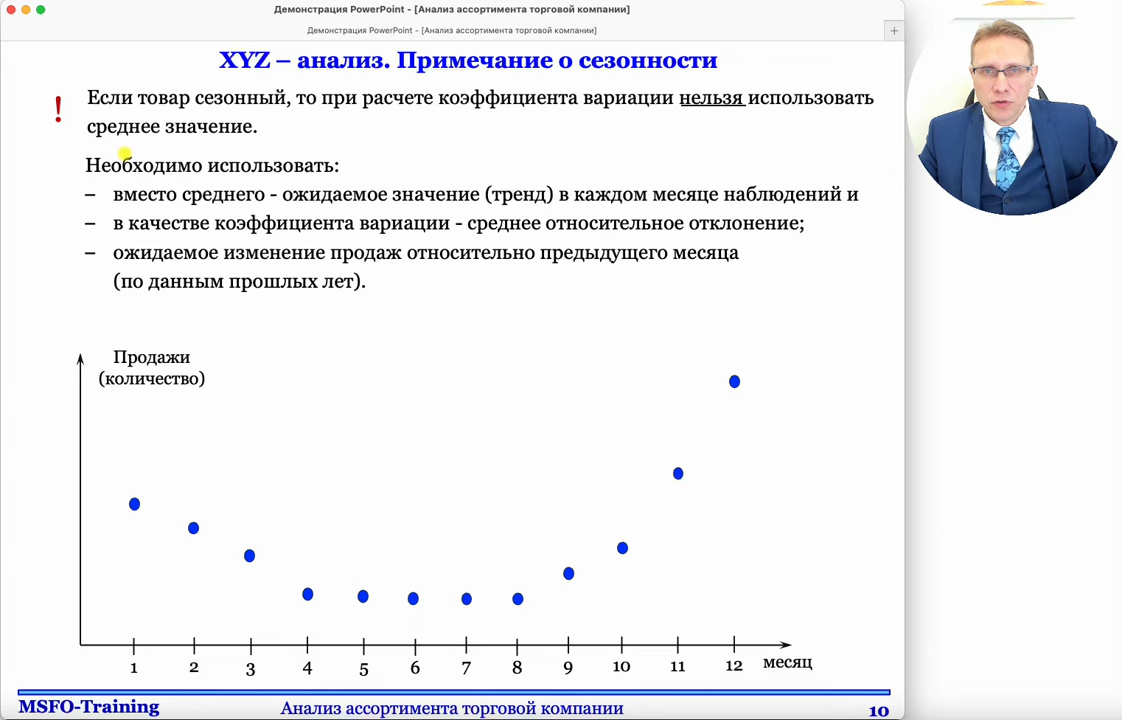 Демонстрация PowerPoint - [Анализ ассортимента торговой компании]
Демонстрация PowerPoint - [Анализ ассортимента торговой компании]
+
XYZ – анализ. Примечание о сезонности
! Если товар сезонный, то при расчете коэффициента вариации нельзя использовать
среднее значение.
Необходимо использовать:
– вместо среднего - ожидаемое значение (тренд) в каждом месяце наблюдений и
– в качестве коэффициента вариации - среднее относительное отклонение;
– ожидаемое изменение продаж относительно предыдущего месяца
(по данным прошлых лет).
Продажи
(количество)
1 2 3 4 5 6 7 8 9 10 11 12 месяц
MSFO-Training Анализ ассортимента торговой компании 10